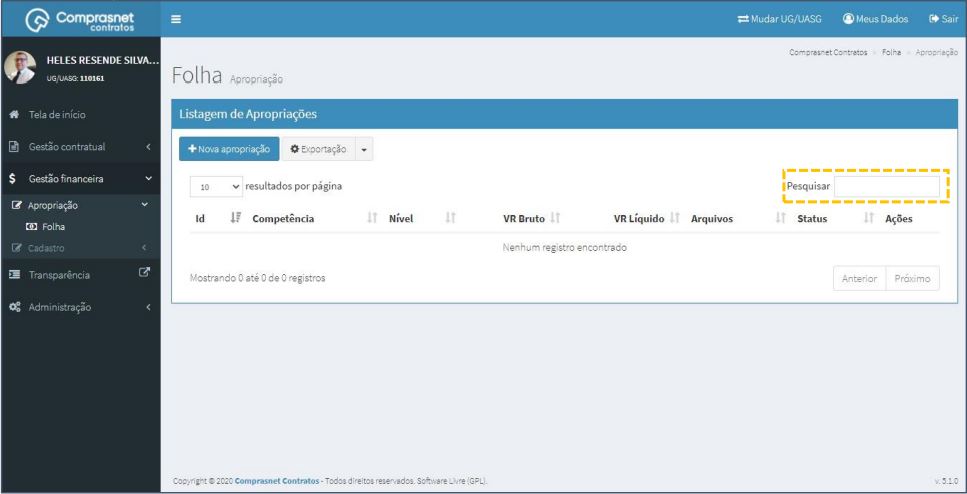 Comprasnet
contratos
Mudar UG/UASG Meus Dados Sair
HELES RESENDE SILVA...
UG/UASG: 110161
Comprasnet Contratos > Folha > Apropriação
Folha Apropriação
Tela de início
Gestão contratual
Gestão financeira
Apropriação
Folha
Cadastro
Transparência
Administração
Listagem de Apropriações
Nova apropriação Exportação
10 resultados por página
Pesquisar
Id Competência Nível VR Bruto VR Líquido Arquivos Status Ações
Nenhum registro encontrado
Mostrando 0 até 0 de 0 registros
Anterior Próximo
Copyright © 2020 Comprasnet Contratos - Todos direitos reservados. Software Livre (GPL).
v. 5.1.0